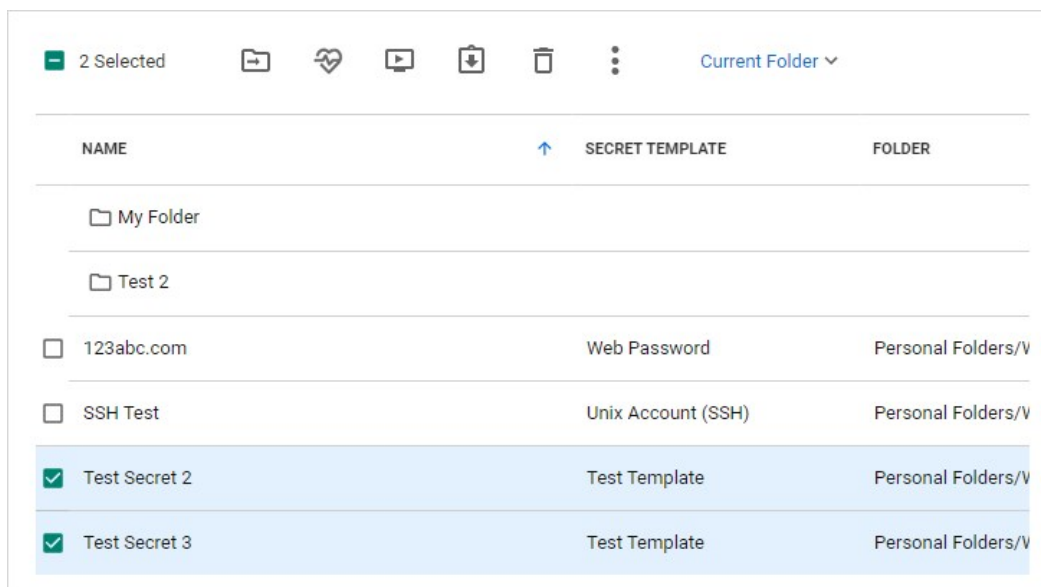 2 Selected Current Folder
NAME SECRET TEMPLATE FOLDER
My Folder
Test 2
123abc.com Web Password Personal Folders/
SSH Test Unix Account (SSH) Personal Folders/
Test Secret 2 Test Template Personal Folders/
Test Secret 3 Test Template Personal Folders/